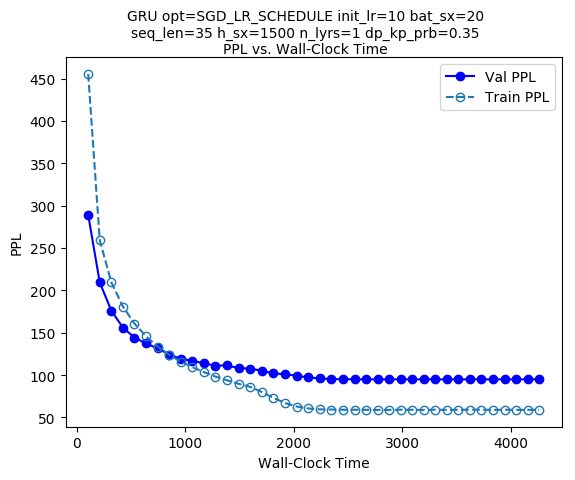 GRU opt=SGD_LR_SCHEDULE init_lr=10 bat_sx=20
seq_len=35 h_sx=1500 n_lyrs=1 dp_kp_prb=0.35
PPL vs. Wall-Clock Time
Val PPL
Train PPL
PPL
450
400
350
300
250
200
150
100
50
0
1000
2000
3000
4000
Wall-Clock Time